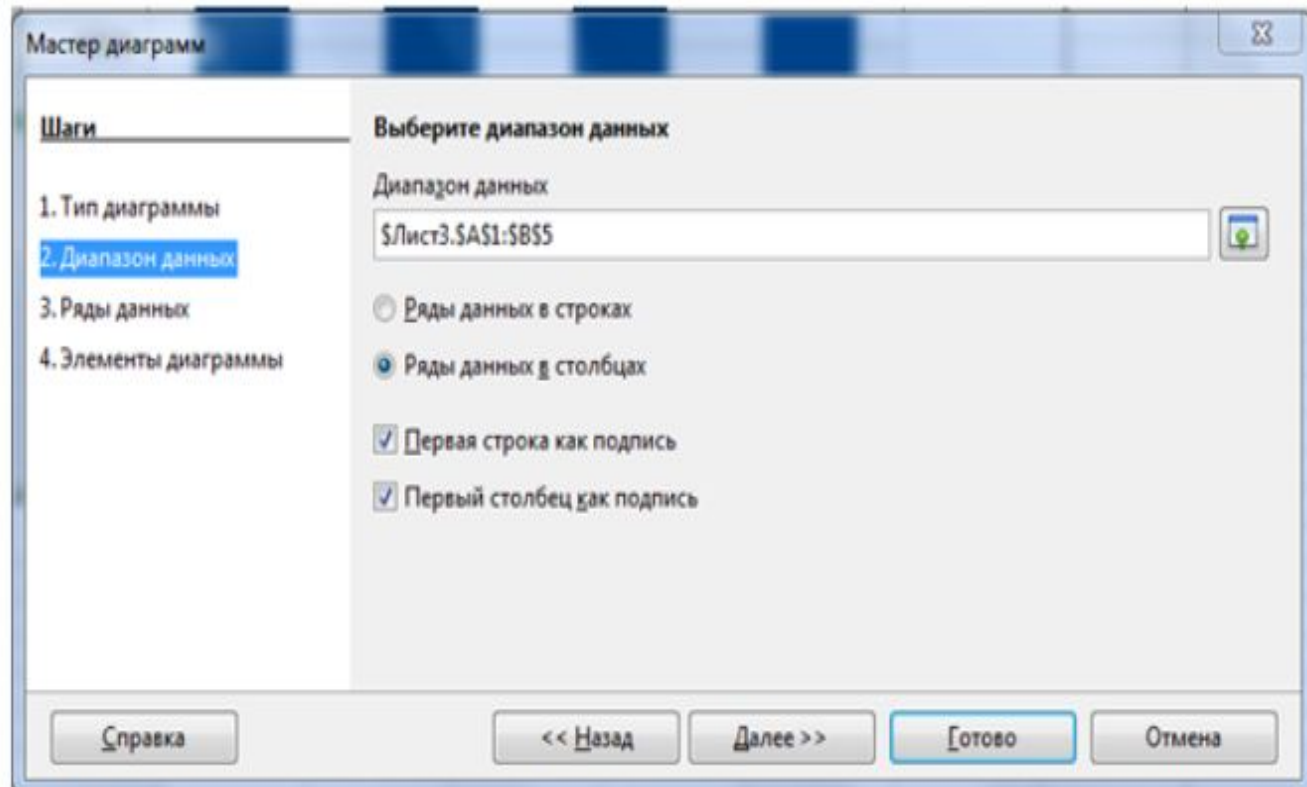 Мастер диаграмм
Шаги
1. Тип диаграммы
2. Диапазон данных
3. Ряды данных
4. Элементы диаграммы
Выберите диапазон данных
Диапазон данных
$Лист3.$A$1:$B$5
Ряды данных в строках
Ряды данных в столбцах
Первая строка как подпись
Первый столбец как подпись
Справка
<< Назад
Далее >>
Готово
Отмена